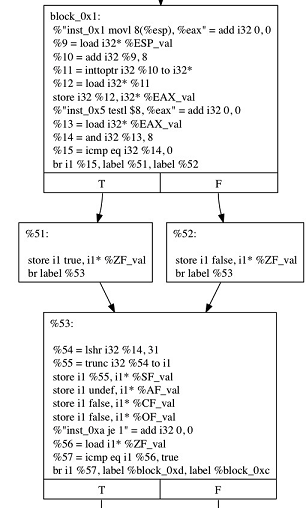 block_0x1:
%"inst_0x1 movl 8(%esp), %eax" = add i32 0, 0
%9 = load i32* %ESP_val
%10 = add i32 %9, 8
%11 = inttoptr i32 %10 to i32*
%12 = load i32* %11
store i32 %12, i32* %EAX_val
%"inst_0x5 testl $8, %eax" = add i32 0, 0
%13 = load i32* %EAX_val
%14 = and i32 %13, 8
%15 = icmp eq i32 %14, 0
br i1 %15, label %51, label %52
T
F
%51:
store i1 true, i1* %ZF_val
br label %53
%52:
store i1 false, i1* %ZF_val
br label %53
%53:
%54 = lshr i32 %14, 31
%55 = trunc i32 %54 to i1
store i1 %55, i1* %SF_val
store i1 undef, i1* %AF_val
store i1 false, i1* %CF_val
store i1 false, i1* %OF_val
%"inst_0xa je 1" = add i32 0, 0
%56 = load i1* %ZF_val
%57 = icmp eq i1 %56, true
br i1 %57, label %block_0xd, label %block_0xc
T
F